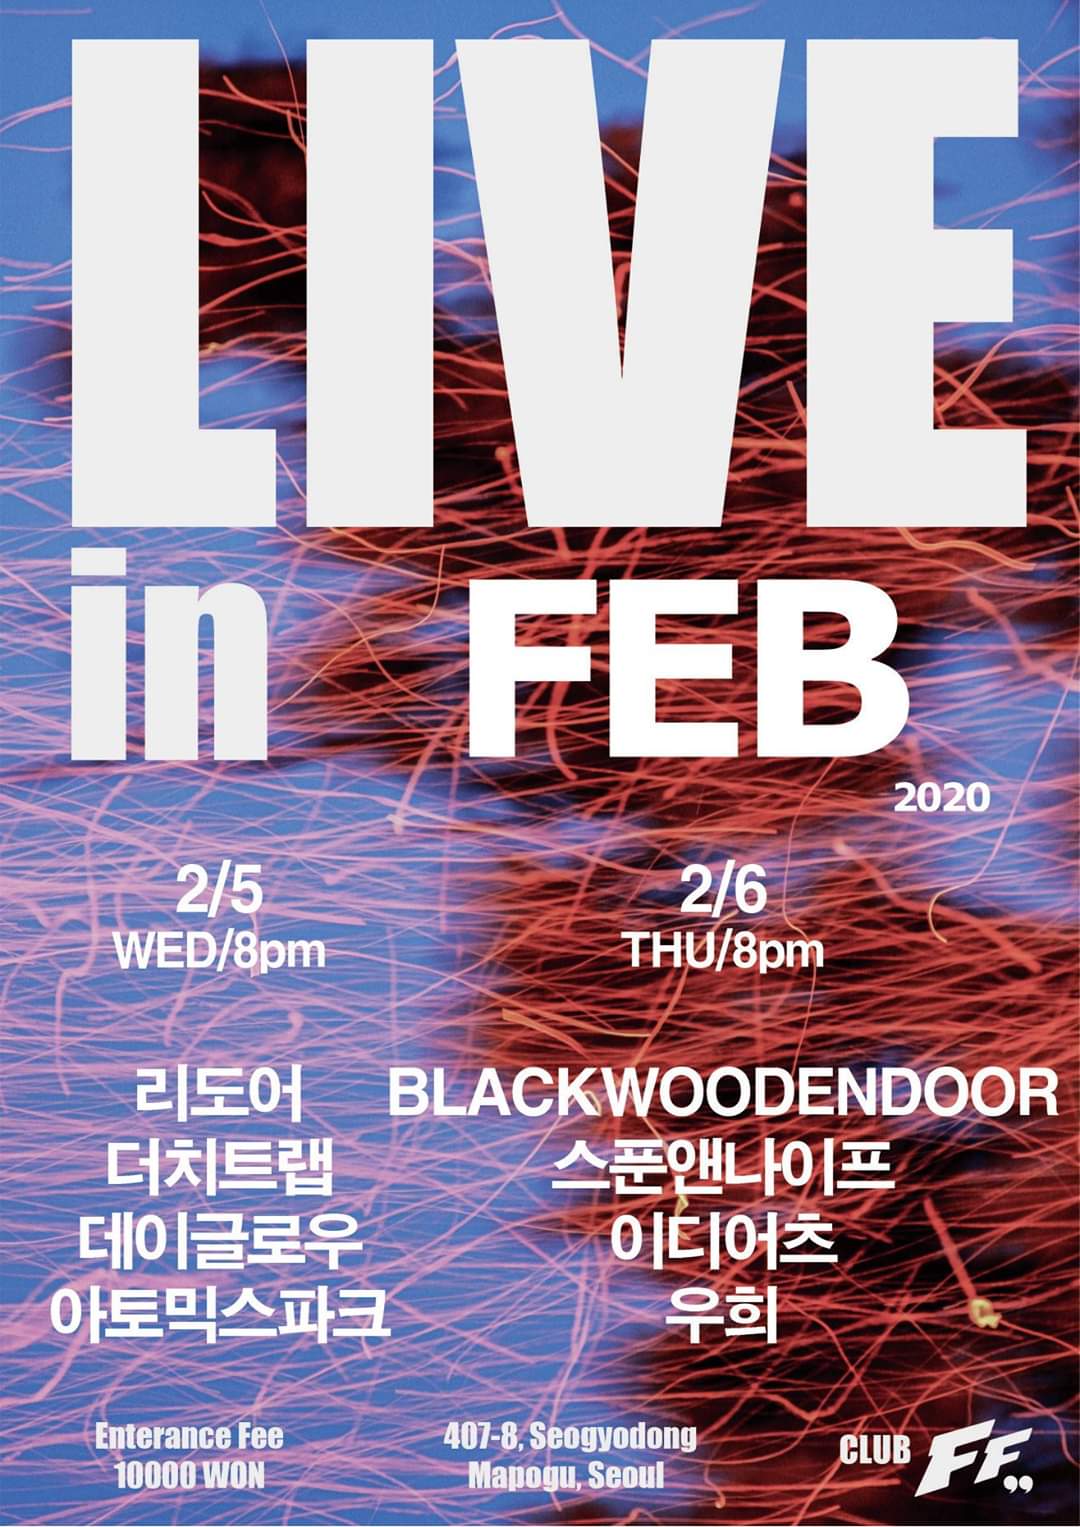 LIVE
in FEB
2020
2/5
WED/8pm
리도어
더치트랩
데이글로우
아토믹스파크
2/6
THU/8pm
BLACKWOODENDOOR
스푼앤나이프
이디어츠
우희
Enterance Fee
10000 WON
407-8, Seogyodong
Mapogu, Seoul
CLUB FF